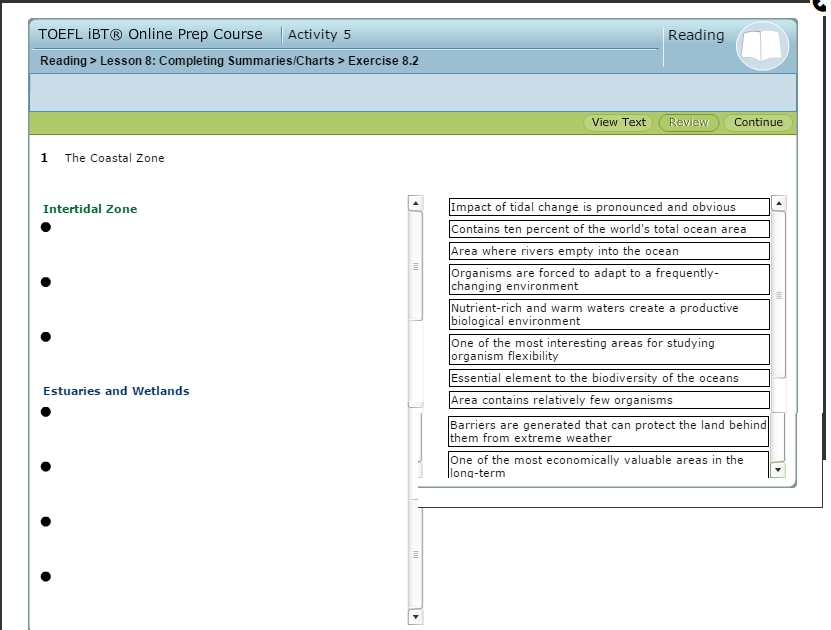 TOEFL iBT® Online Prep Course
Activity 5
Reading
Reading > Lesson 8: Completing Summaries/Charts > Exercise 8.2
View Text
Review
Continue
1 The Coastal Zone
Intertidal Zone
Estuaries and Wetlands
Impact of tidal change is pronounced and obvious
Contains ten percent of the world's total ocean area
Area where rivers empty into the ocean
Organisms are forced to adapt to a frequently-
changing environment
Nutrient-rich and warm waters create a productive
biological environment
One of the most interesting areas for studying
organism flexibility
Essential element to the biodiversity of the oceans
Area contains relatively few organisms
Barriers are generated that can protect the land behind
them from extreme weather
One of the most economically valuable areas in the
long-term